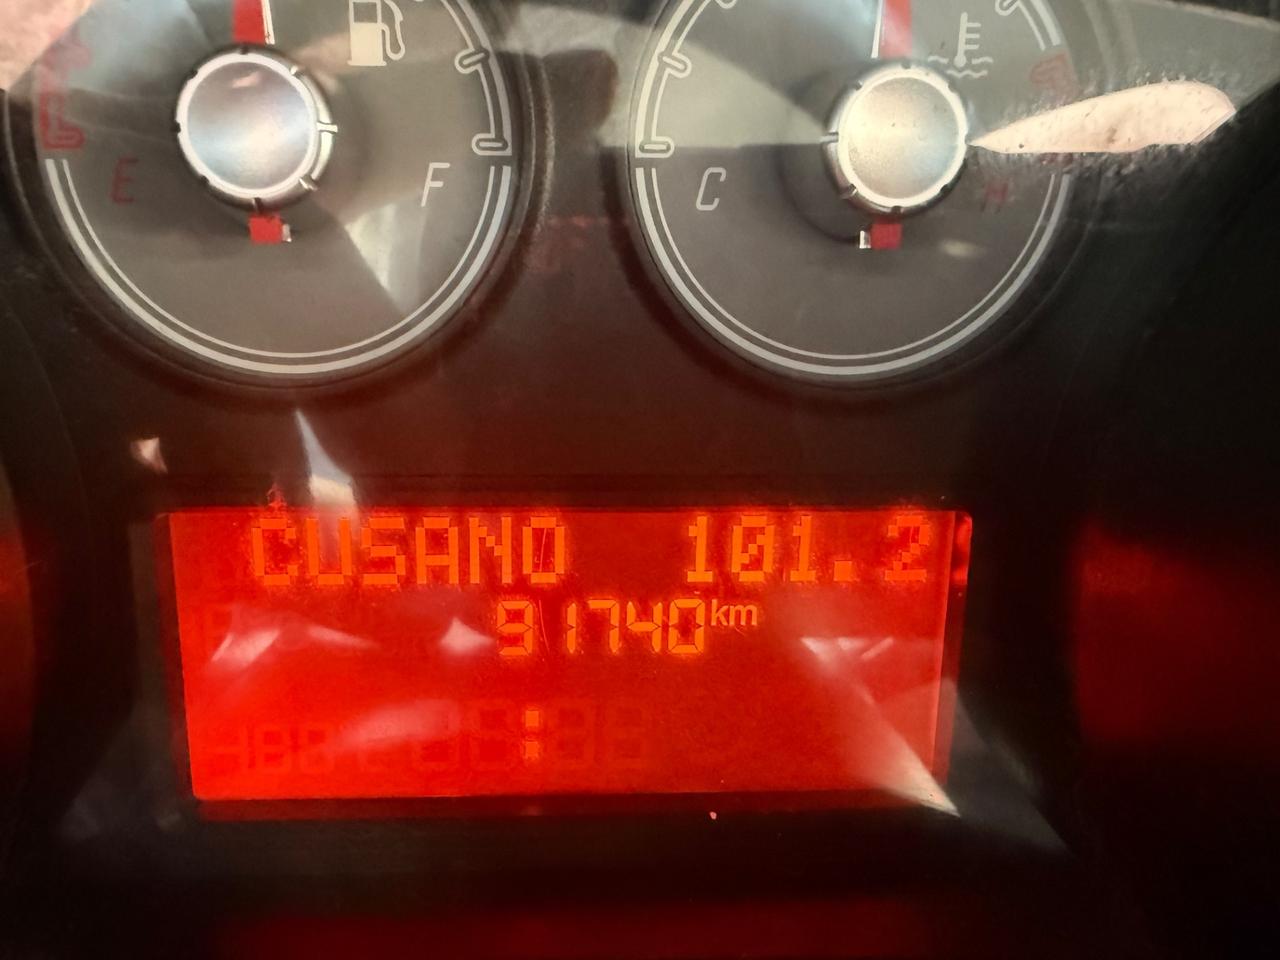 E F
C H
CUSANO 101.2
91740km